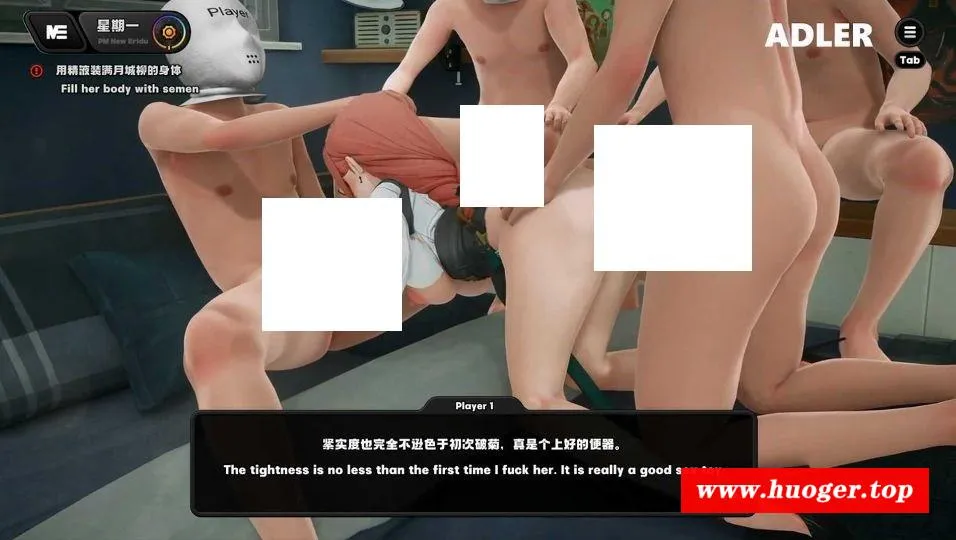 Player
星期一
PM New Eridu
ADLER
Tab
用精液装满月城柳的身体
Fill her body with semen
Player 1
紧实度也完全不逊色于初次破菊，真是个上好的便器。
The tightness is no less than the first time I fuck her. It is really a good
www.huoger.top